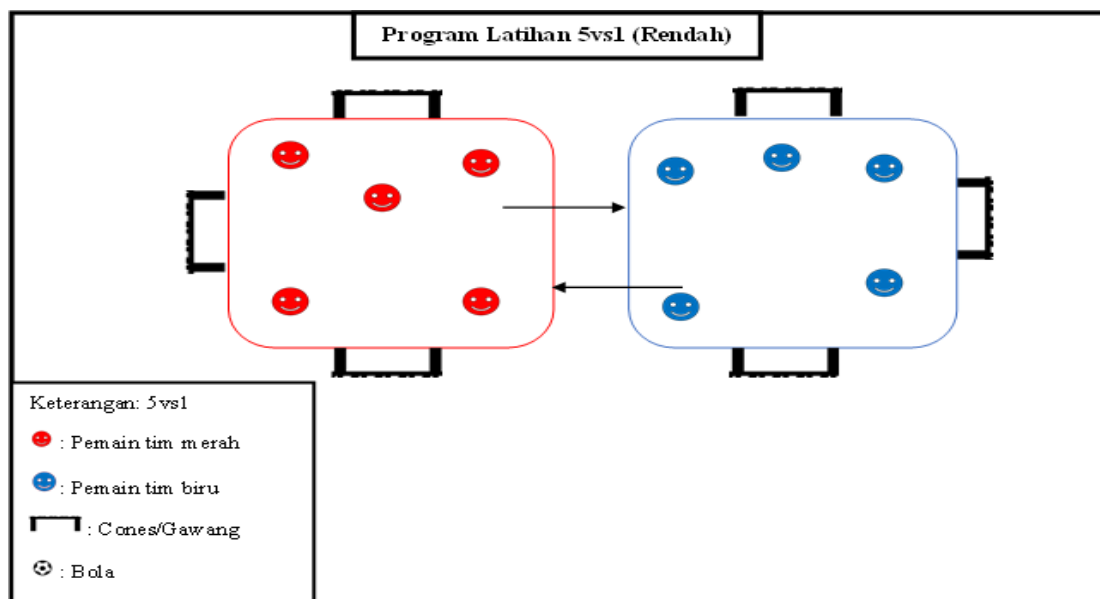 Program Latihan 5vs1 (Rendah)
Keterangan: 5vs1
: Pemain tim merah
: Pemain tim biru
: Cones/Gawang
: Bola